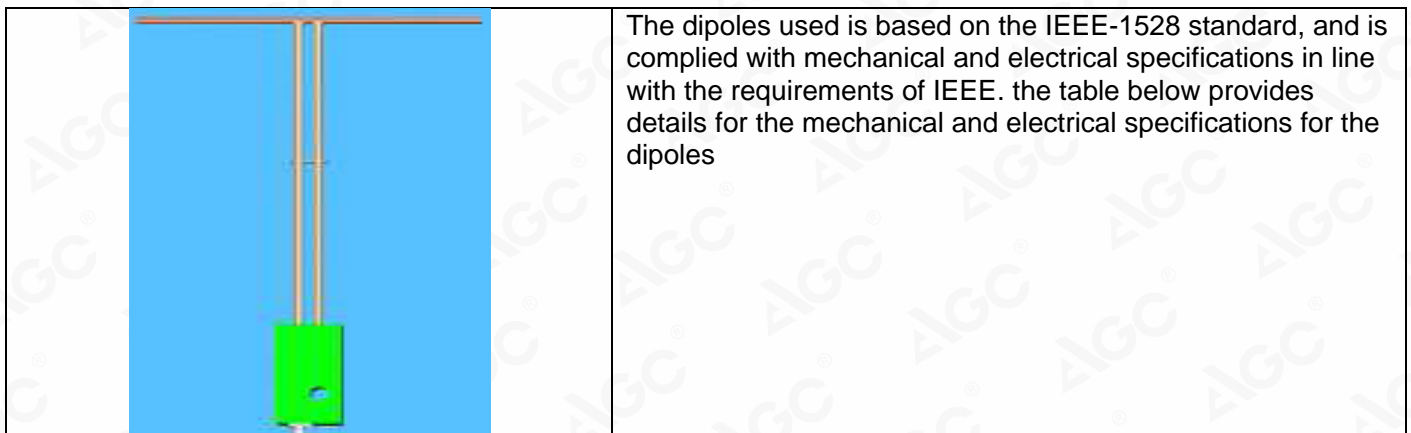 The dipoles used is based on the IEEE-1528 standard, and is
complied with mechanical and electrical specifications in line
with the requirements of IEEE. the table below provides
details for the mechanical and electrical specifications for the
dipoles